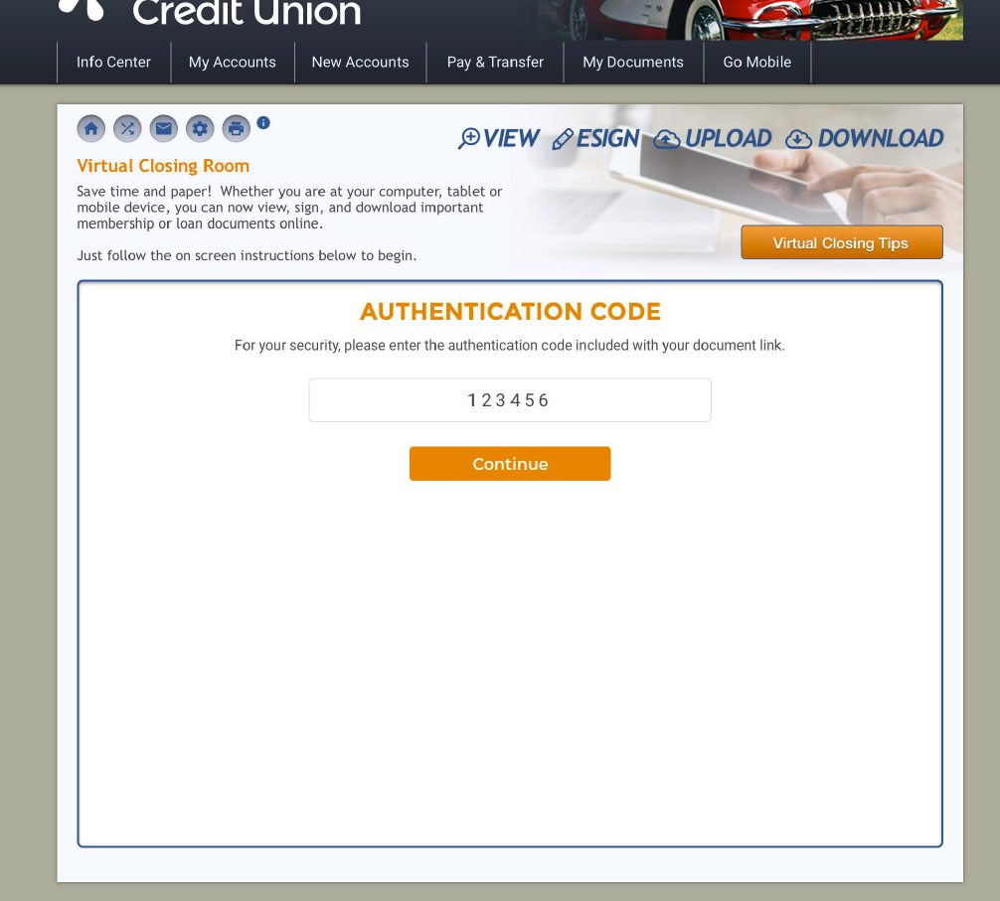 Credit Union
Info Center
My Accounts
New Accounts
Pay & Transfer
My Documents
Go Mobile
VIEW
ESIGN
UPLOAD
DOWNLOAD
Virtual Closing Room
Save time and paper!  Whether you are at your computer, tablet or
mobile device, you can now view, sign, and download important
membership or loan documents online.
Just follow the on screen instructions below to begin.
Virtual Closing Tips
AUTHENTICATION CODE
For your security, please enter the authentication code included with your document link.
123456
Continue